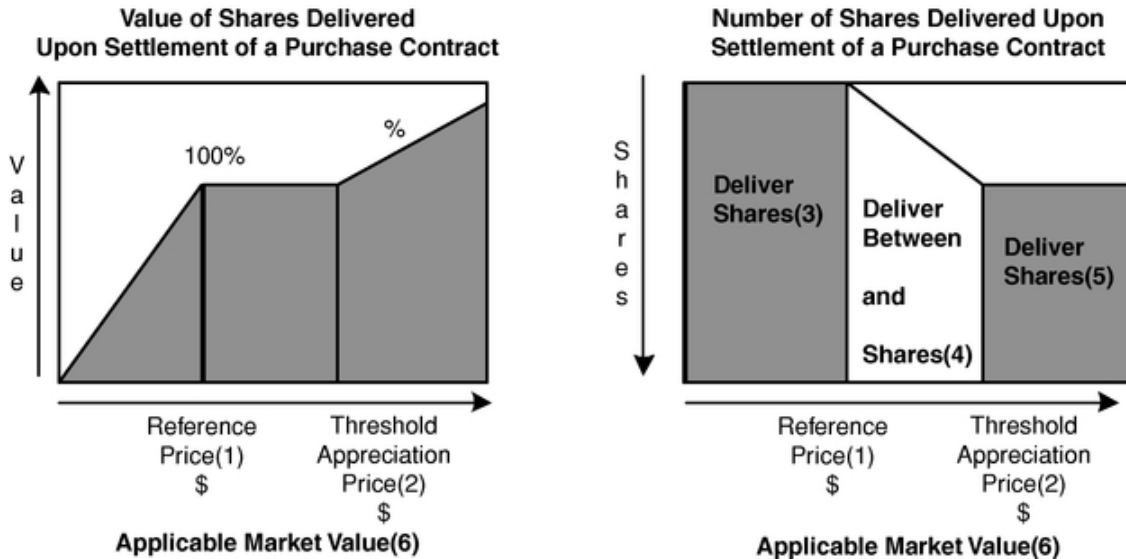 Value of Shares Delivered
Upon Settlement of a Purchase Contract
Value
100%
%
Reference
Price(1)
$
Threshold
Appreciation
Price(2)
$
Applicable Market Value(6)
Number of Shares Delivered Upon
Settlement of a Purchase Contract
Shares
Deliver
Shares(3)
Deliver
Between
and
Shares(4)
Deliver
Shares(5)
Reference
Price(1)
$
Threshold
Appreciation
Price(2)
$
Applicable Market Value(6)